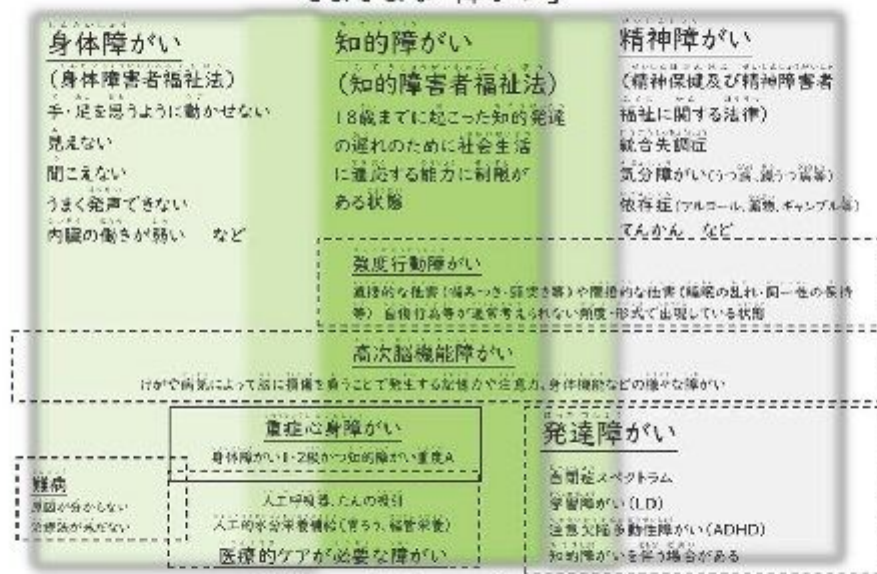 身体障がい
(身体障害者福祉法)
手・足を思うように動かせない
見えない
聞こえない
うまく発声できない
内臓の働きが弱い など
知的障がい
(知的障害者福祉法)
18歳までに起こった知的発達
の遅れのために社会生活
に適応する能力に制限が
ある状態
精神障がい
(精神保健及び精神障害者
福祉に関する法律)
統合失調症
気分障がい(うつ病、躁うつ病等)
依存症(アルコール、薬物、ギャンブル等)
てんかん など
強度行動障がい
直接的な他害(噛みつき・頭突き等)や間接的な他害(睡眠の乱れ・同一性の保持
等) 自傷行為等が通常考えられない頻度・形式で出現している状態
高次脳機能障がい
けがや病気によって脳に損傷を負うことで発生する記憶力や注意力、身体機能などの様々な障がい
重症心身障がい
身体障がい1・2級かつ知的障がい重度A
難病
原因が分からない
治療法が未だない
人工呼吸器、たんの吸引
人工的水分栄養補給(胃ろう、経管栄養)
医療的ケアが必要な障がい
発達障がい
自閉症スペクトラム
学習障がい(LD)
注意欠陥多動性障がい(ADHD)
知的障がいを伴う場合がある